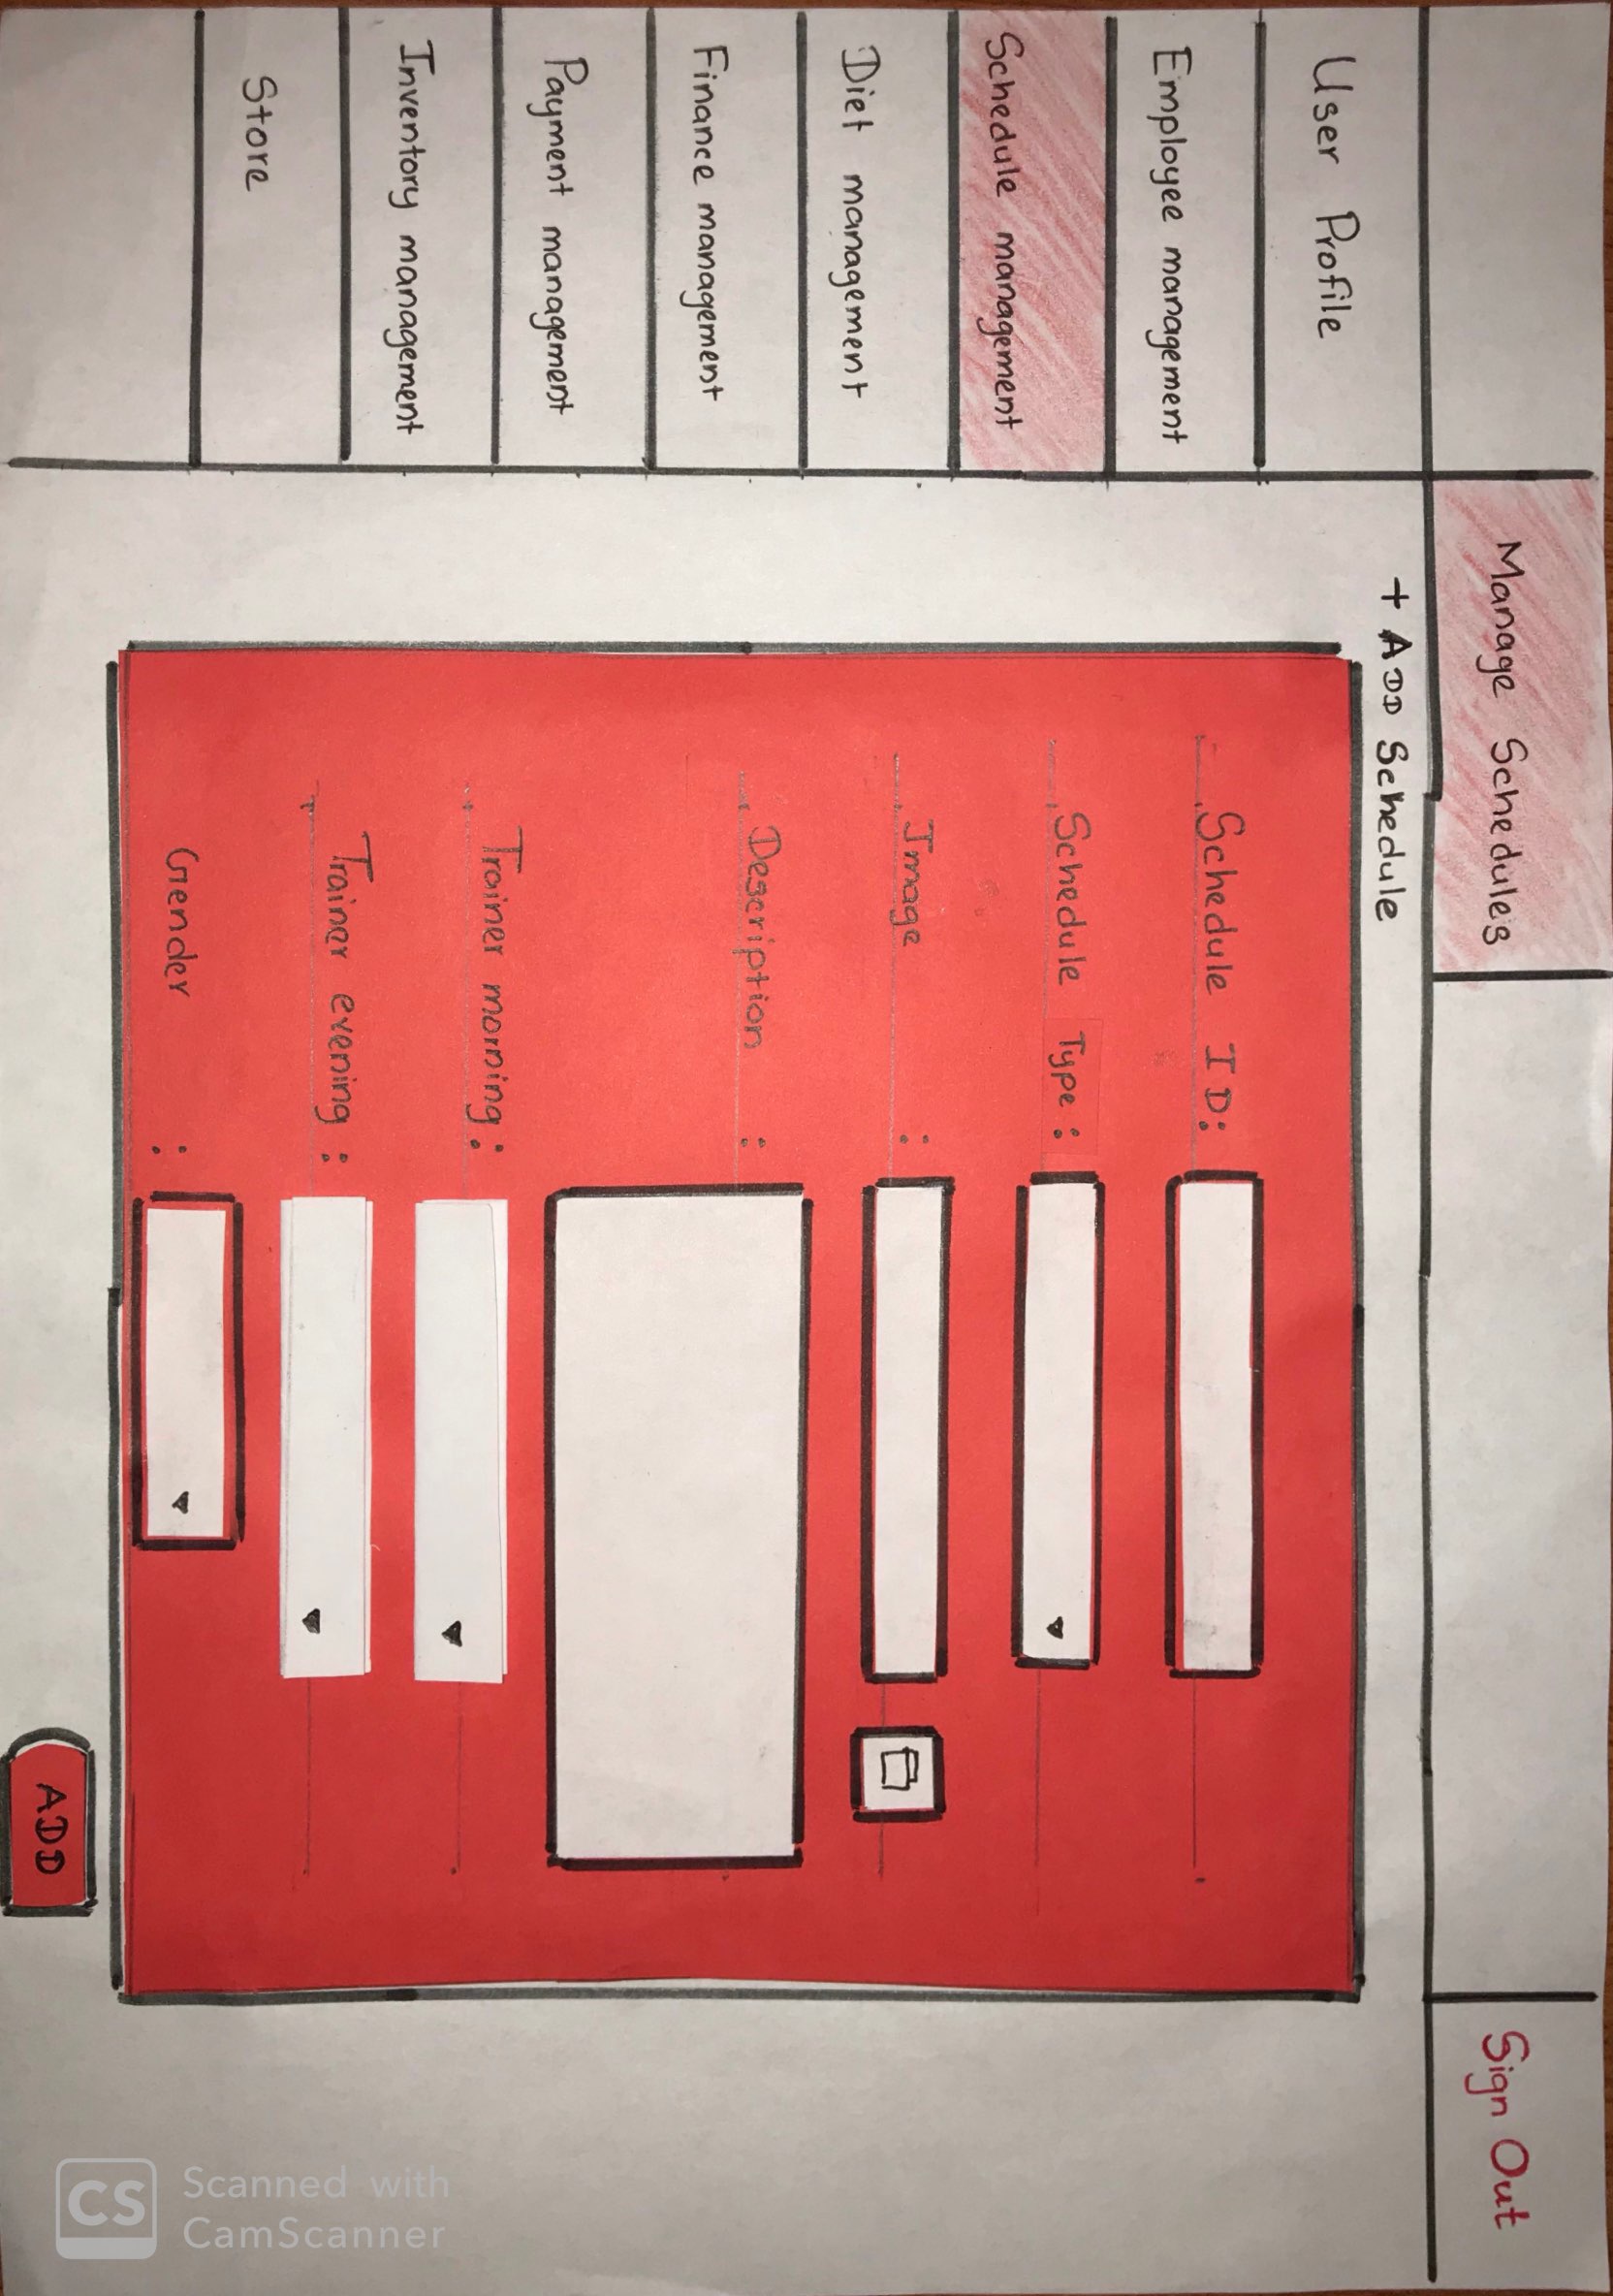 Manage Schedules
Sign Out
User Profile
Employee management
Schedule management
Diet management
Finance management
Payment management
Inventory management
Store
+ ADD Schedule
Schedule ID:
Schedule Type :
Image :
Description :
Trainer morning :
Trainer evening :
Gender :
ADD
CS
Scanned with
CamScanner